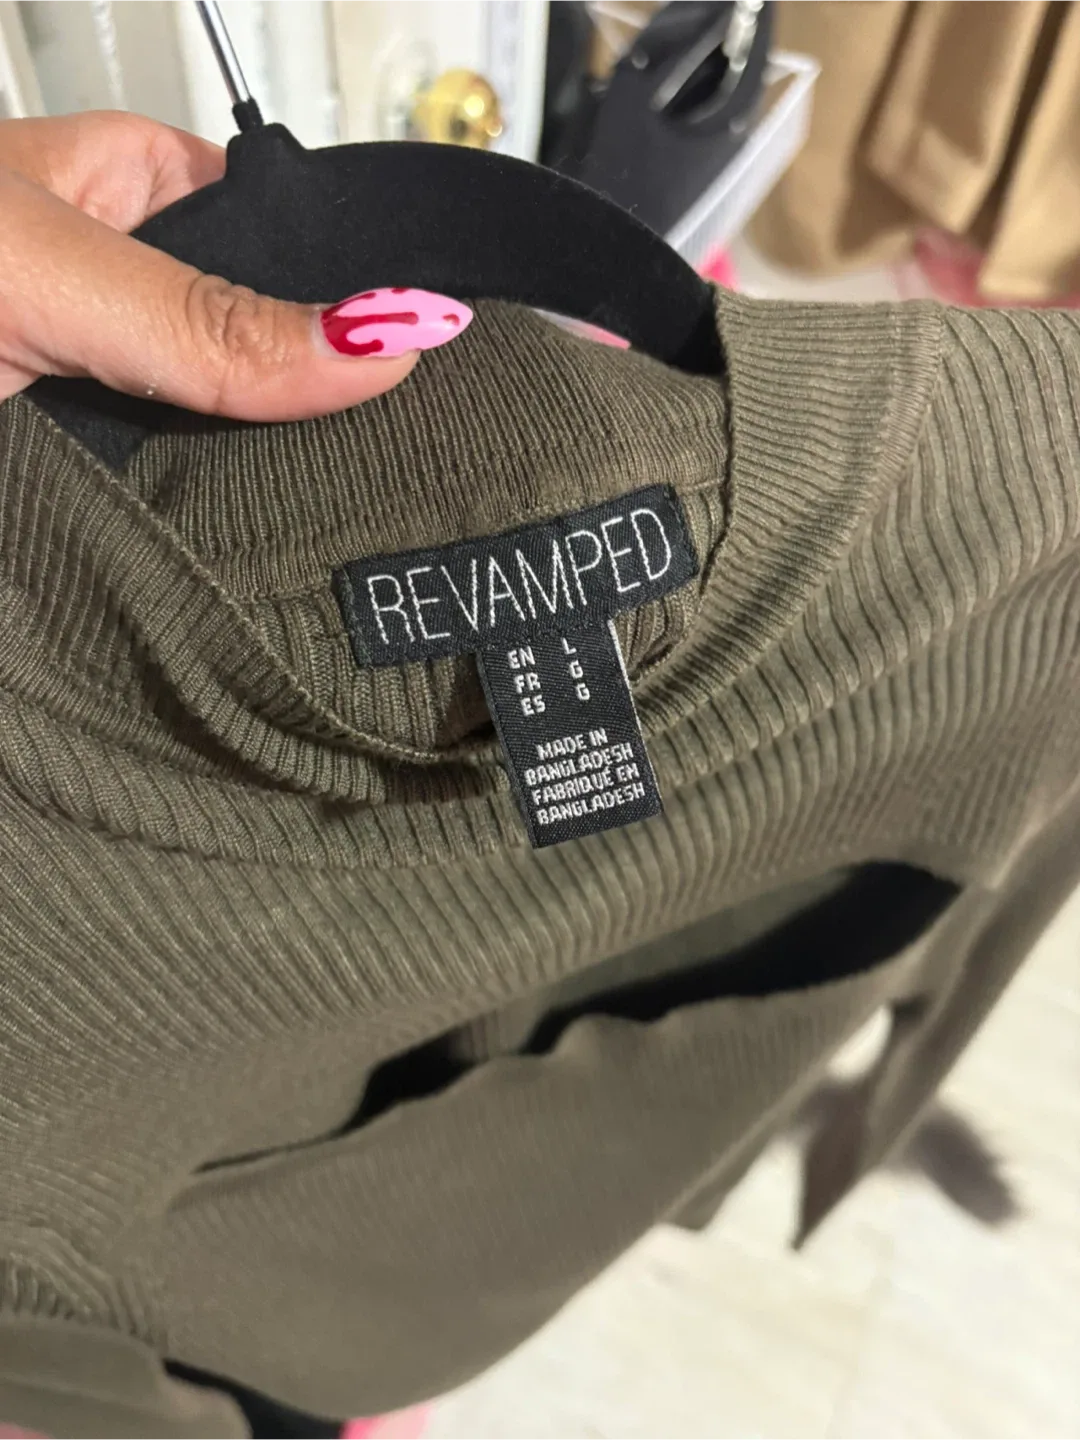 REVAMPED
EN L
FR G
ES G
MADE IN
BANGLADESH
FABRIQUÉ EN
BANGLADESH